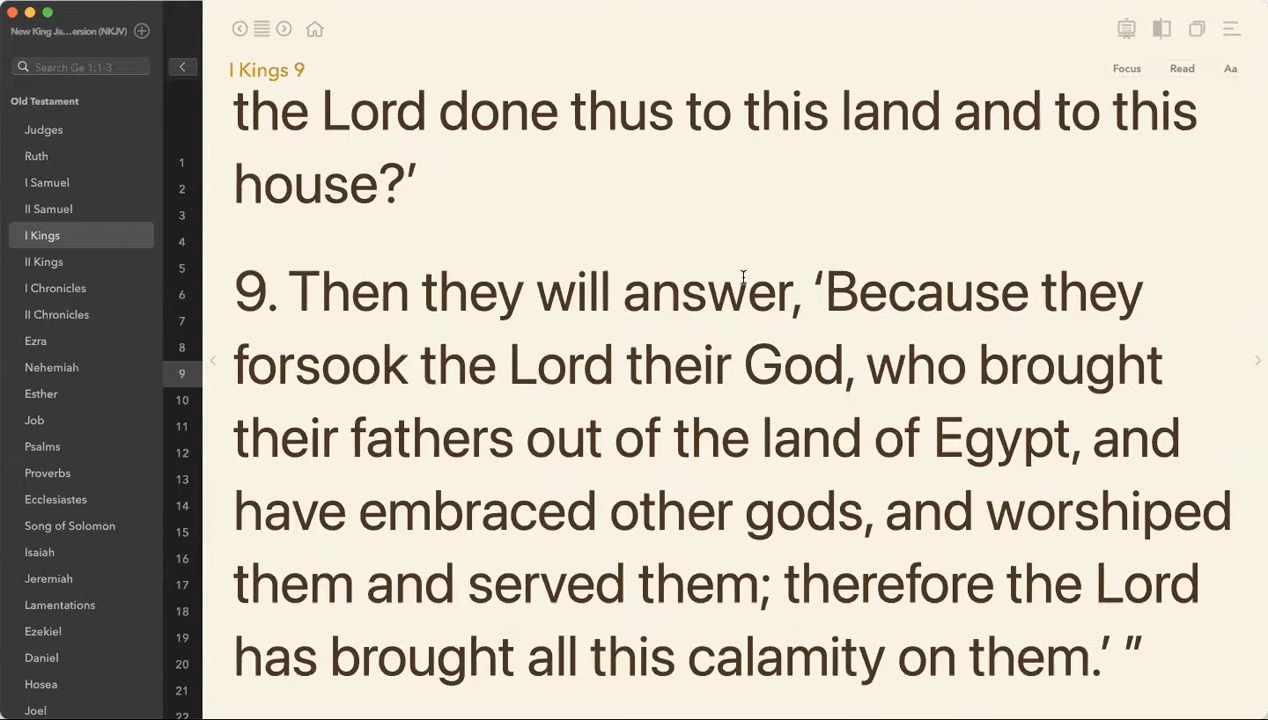 New King Ja...ersion (NKJV)
Search Ge 1:1-3
Old Testament
Judges
Ruth
I Samuel
II Samuel
I Kings
II Kings
I Chronicles
II Chronicles
Ezra
Nehemiah
Esther
Job
Psalms
Proverbs
Ecclesiastes
Song of Solomon
Isaiah
Jeremiah
Lamentations
Ezekiel
Daniel
Hosea
Joel
1
2
3
4
5
6
7
8
9
10
11
12
13
14
15
16
17
18
19
20
21
22
I Kings 9
Focus Read Aa
the Lord done thus to this land and to this
house?’
9. Then they will answer, ‘Because they
forsook the Lord their God, who brought
their fathers out of the land of Egypt, and
have embraced other gods, and worshiped
them and served them; therefore the Lord
has brought all this calamity on them.’ ”